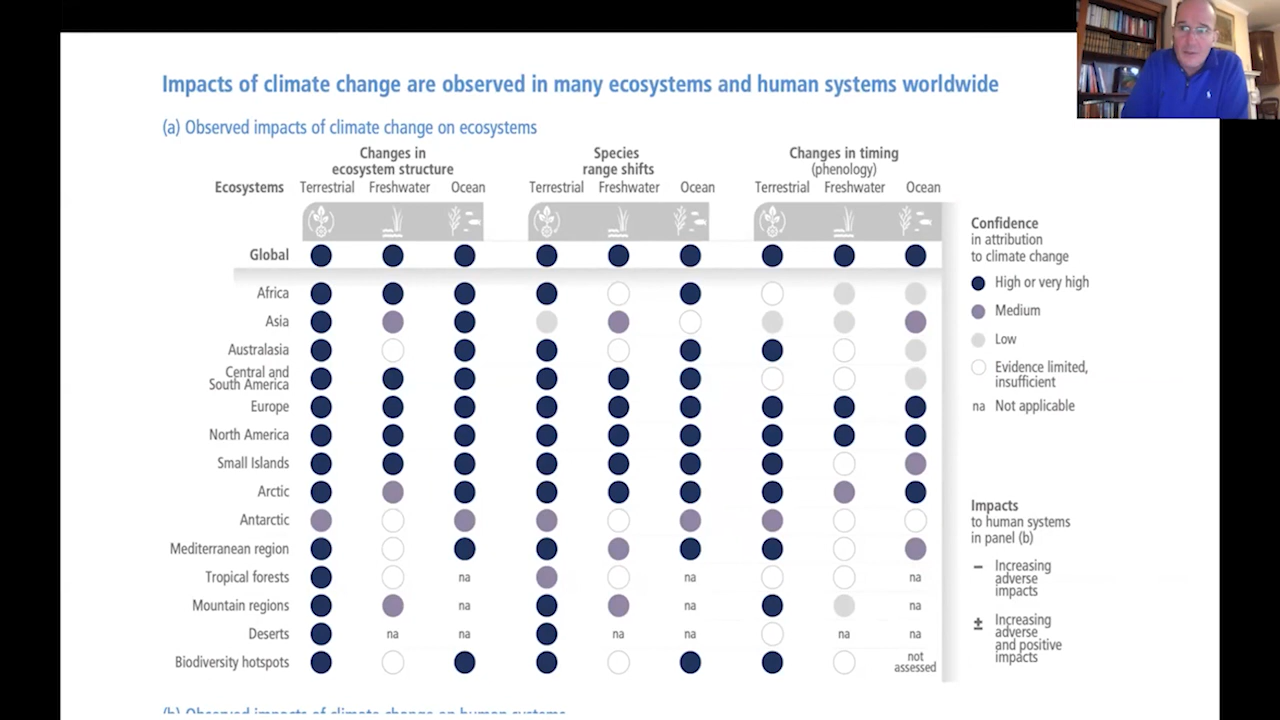 Impacts of climate change are observed in many ecosystems and human systems worldwide
(a) Observed impacts of climate change on ecosystems
Changes in
ecosystem structure
Species
range shifts
Changes in timing
(phenology)
Ecosystems Terrestrial Freshwater Ocean Terrestrial Freshwater Ocean Terrestrial Freshwater Ocean
Global
Africa
Asia
Australasia
Central and
South America
Europe
North America
Small Islands
Arctic
Antarctic
Mediterranean region
Tropical forests na na na
Mountain regions na na na
Deserts na na na na na na
Biodiversity hotspots not
assessed
Confidence
in attribution
to climate change
High or very high
Medium
Low
Evidence limited,
insufficient
na Not applicable
Impacts
to human systems
in panel (b)
− Increasing
adverse
impacts
± Increasing
adverse
and positive
impacts
(b) Observed impacts of climate change on human systems